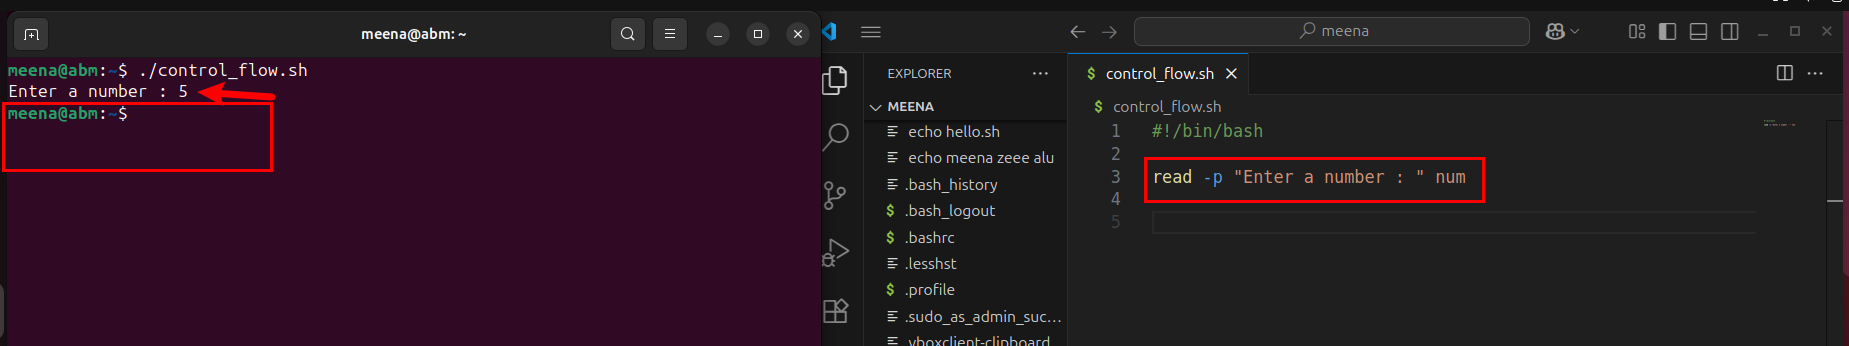 meena@abm: ~
meena@abm:~$ ./control_flow.sh
Enter a number : 5
meena@abm:~$
meena
EXPLORER
MEENA
echo hello.sh
echo meena zeee alu
.bash_history
$ .bash_logout
$ .bashrc
.lesshst
$ .profile
.sudo_as_admin_suc...
vboxclient-clipboard
$ control_flow.sh
$ control_flow.sh
1 #!/bin/bash
2
3 read -p "Enter a number : " num
4
5